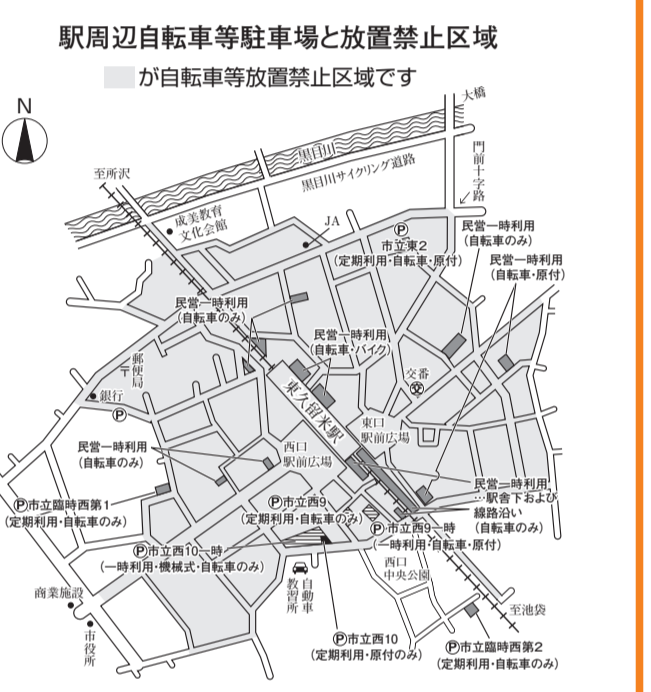 駅周辺自転車等駐車場と放置禁止区域
が自転車等放置禁止区域です
N
大橋
黒目川
黒目川サイクリング道路
門前十字路
至所沢
成美教育
文化会館
JA
Ⓟ
市立東2
(定期利用・自転車・原付)
民営一時利用
(自転車のみ)
民営一時利用
(自転車・原付)
民営一時利用
(自転車のみ)
民営一時利用
(自転車・バイク)
交番
〒郵便局
銀行
Ⓟ
東久留米駅
東口
駅前広場
西口
駅前広場
民営一時利用
(自転車のみ)
民営一時利用
…駅舎下および
線路沿い
(自転車のみ)
Ⓟ市立臨時西第1
(定期利用・自転車のみ)
Ⓟ市立西9
(定期利用・自転車のみ)
Ⓟ市立西9一時
(一時利用・自転車・原付)
Ⓟ市立西10一時
(一時利用・機械式・自転車のみ)
西口
中央公園
自動車
教習所
商業施設
市役所
至池袋
Ⓟ市立西10
(定期利用・原付のみ)
Ⓟ市立臨時西第2
(定期利用・自転車のみ)